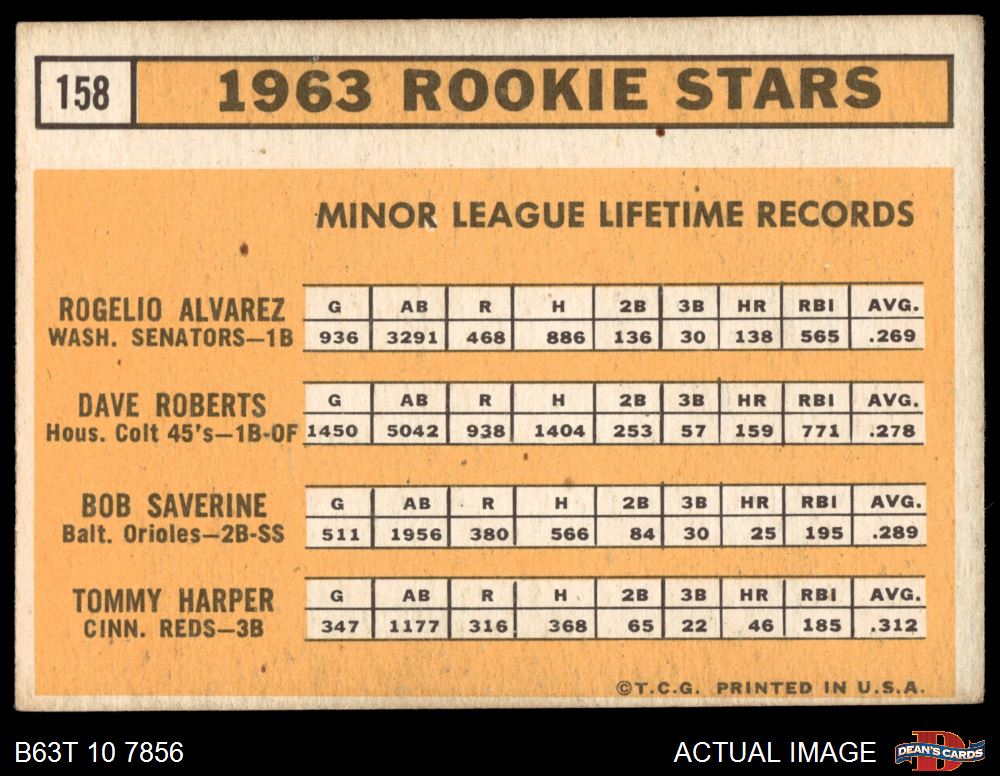 158 1963 ROOKIE STARS
MINOR LEAGUE LIFETIME RECORDS
ROGELIO ALVAREZ
WASH. SENATORS—1B
G AB R H 2B 3B HR RBI AVG.
936 3291 468 886 136 30 138 565 .269
DAVE ROBERTS
Hous. Colt 45's—1B-OF
G AB R H 2B 3B HR RBI AVG.
1450 5042 938 1404 253 57 159 771 .278
BOB SAVERINE
Balt. Orioles—2B-SS
G AB R H 2B 3B HR RBI AVG.
511 1956 380 566 84 30 25 195 .289
TOMMY HARPER
CINN. REDS—3B
G AB R H 2B 3B HR RBI AVG.
347 1177 316 368 65 22 46 185 .312
©T.C.G. PRINTED IN U.S.A.
B63T 10 7856
ACTUAL IMAGE
DEAN'S CARDS